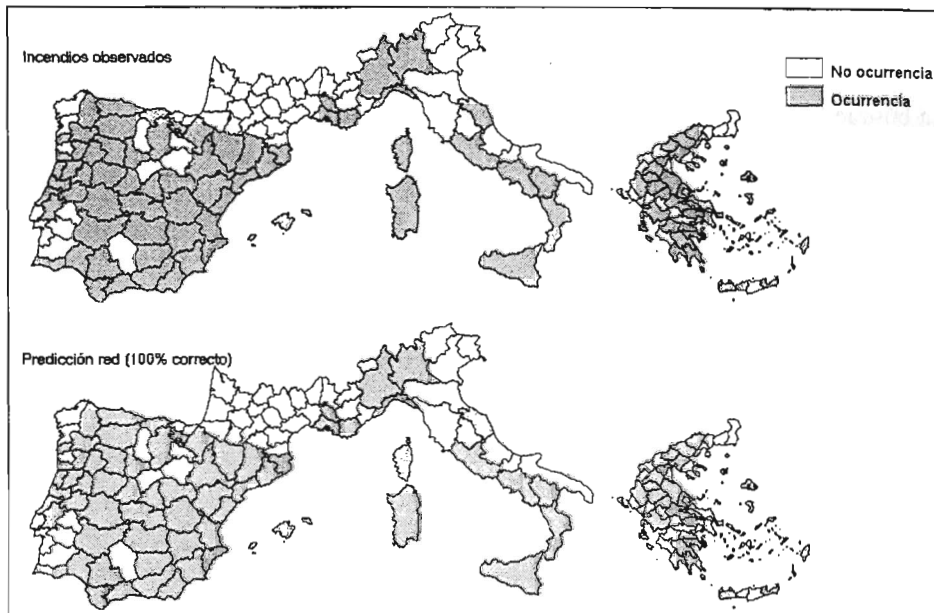 Incendios observados
No ocurrencia
Ocurrencia
Predicción red (100% correcto)